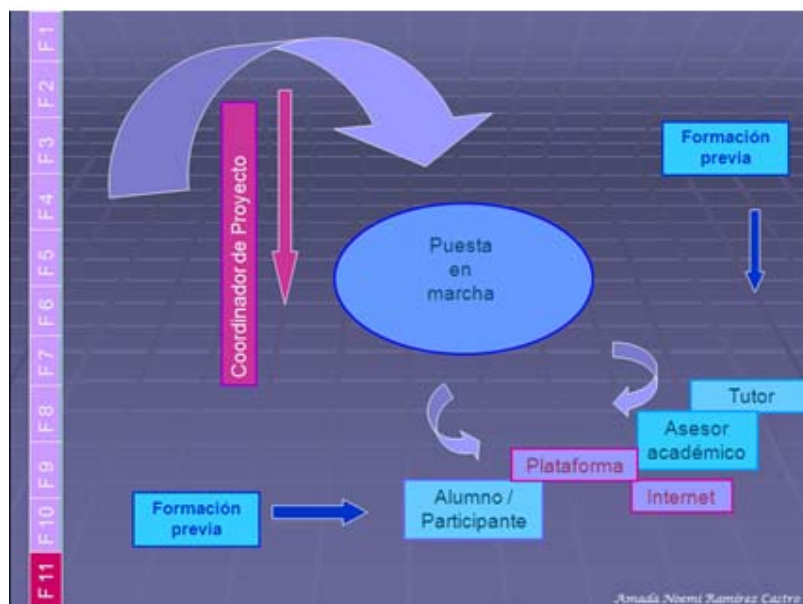 F1
F2
F3
F4
F5
F6
F7
F8
F9
F10
F11
Coordinador de Proyecto
Formación
previa
Puesta
en
marcha
Tutor
Asesor
académico
Plataforma
Internet
Alumno /
Participante
Formación
previa
Amada Noemi Ramírez Castro